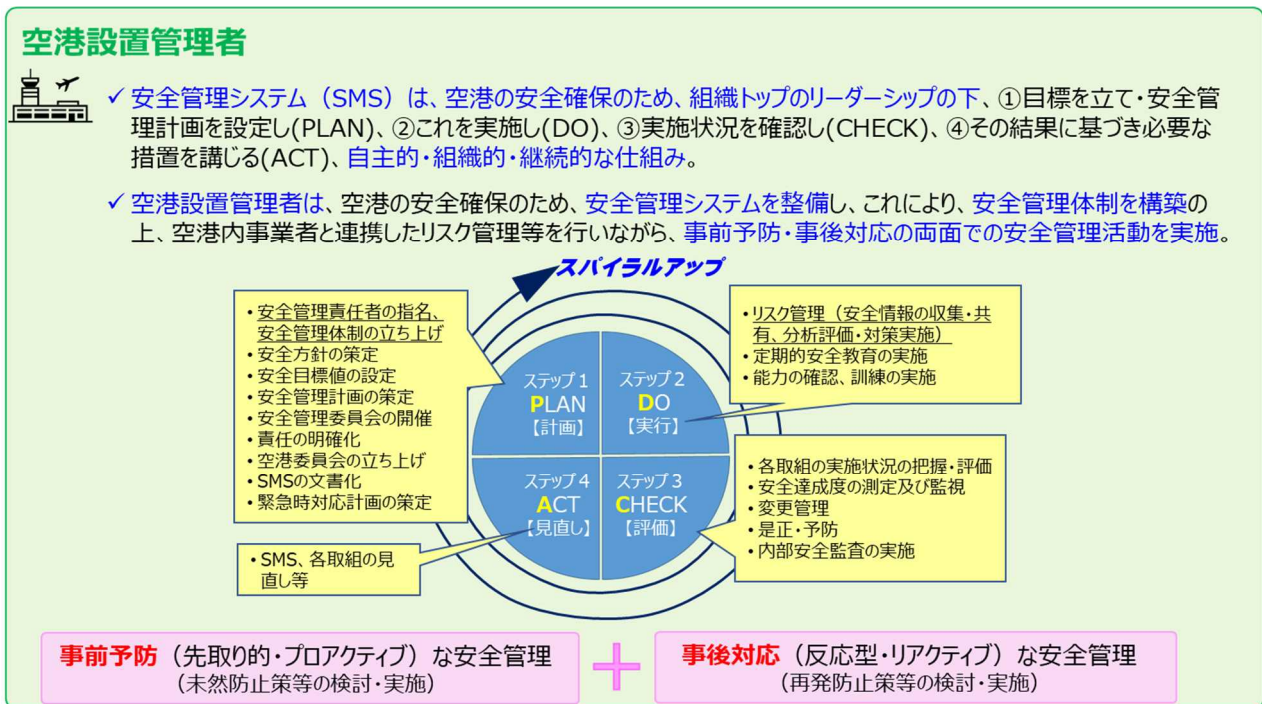 空港設置管理者
✓ 安全管理システム（SMS）は、空港の安全確保のため、組織トップのリーダーシップの下、①目標を立て・安全管
理計画を設定し(PLAN)、②これを実施し(DO)、③実施状況を確認し(CHECK)、④その結果に基づき必要な
措置を講じる(ACT)、自主的・組織的・継続的な仕組み。
✓ 空港設置管理者は、空港の安全確保のため、安全管理システムを整備し、これにより、安全管理体制を構築の
上、空港内事業者と連携したリスク管理等を行いながら、事前予防・事後対応の両面での安全管理活動を実施。
スパイラルアップ
・安全管理責任者の指名、
安全管理体制の立ち上げ
・安全方針の策定
・安全目標値の設定
・安全管理計画の策定
・安全管理委員会の開催
・責任の明確化
・空港委員会の立ち上げ
・SMSの文書化
・緊急時対応計画の策定
ステップ1
PLAN
【計画】
ステップ2
DO
【実行】
・リスク管理（安全情報の収集・共
有、分析評価・対策実施）
・定期的安全教育の実施
・能力の確認、訓練の実施
ステップ4
ACT
【見直し】
ステップ3
CHECK
【評価】
・各取組の実施状況の把握・評価
・安全達成度の測定及び監視
・変更管理
・是正・予防
・内部安全監査の実施
・SMS、各取組の見
直し等
事前予防（先取り的・プロアクティブ）な安全管理
（未然防止策等の検討・実施）
＋
事後対応（反応型・リアクティブ）な安全管理
（再発防止策等の検討・実施）